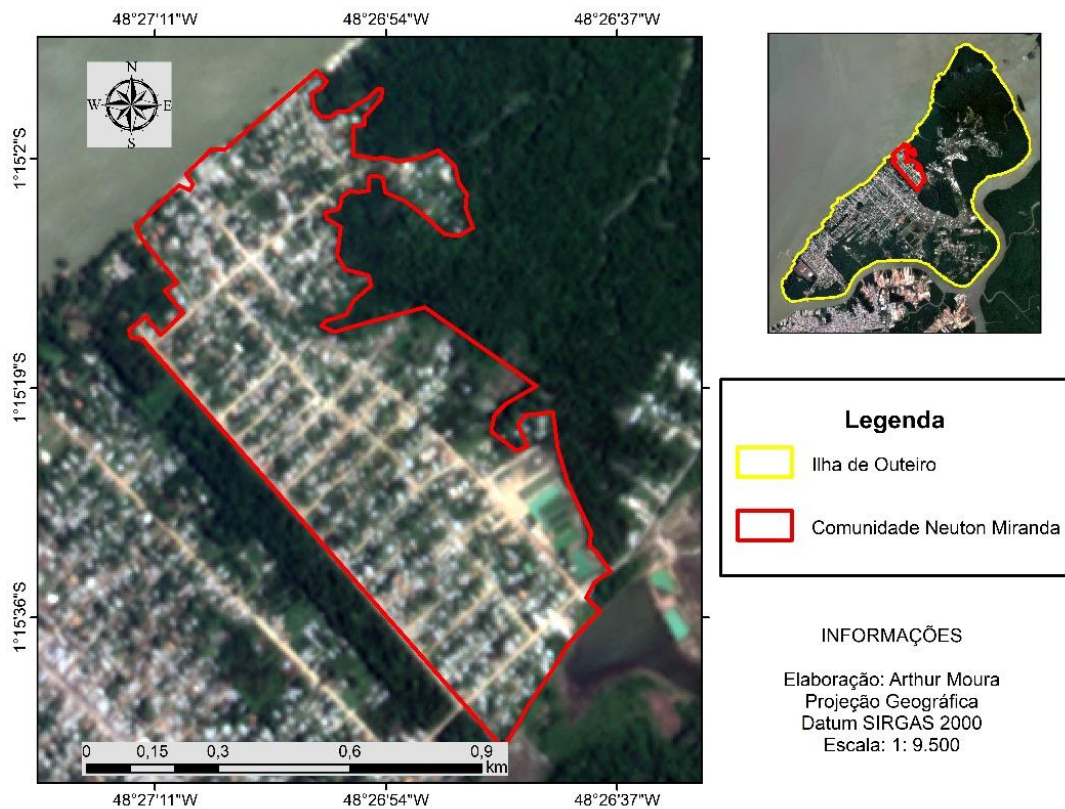 48°27'11"W 48°26'54"W 48°26'37"W
N
W E
S
1°15'2"S
1°15'19"S
1°15'36"S
0 0,15 0,3 0,6 0,9
km
48°27'11"W 48°26'54"W 48°26'37"W
Legenda
Ilha de Outeiro
Comunidade Neuton Miranda
INFORMAÇÕES
Elaboração: Arthur Moura
Projeção Geográfica
Datum SIRGAS 2000
Escala: 1: 9.500